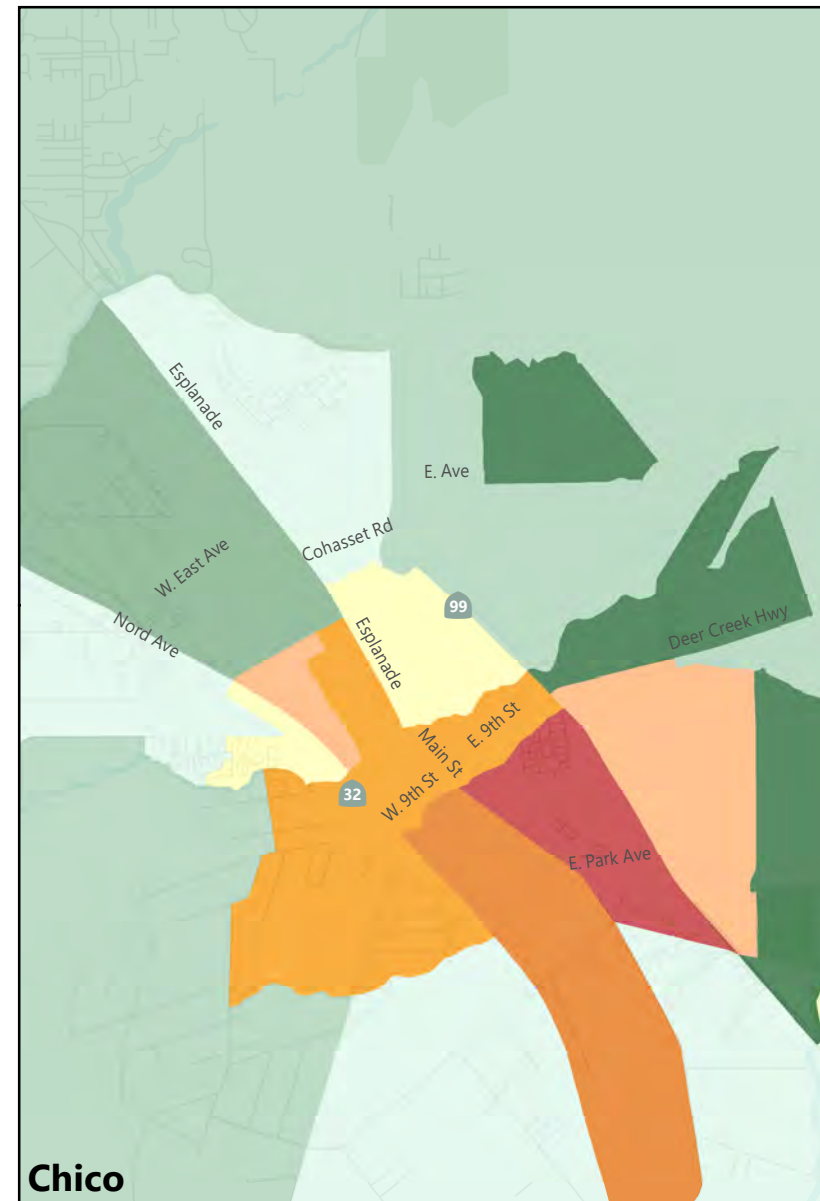 Esplanade
E. Ave
Cohasset Rd
W. East Ave
99
Nord Ave
Deer Creek Hwy
Esplanade
E. 9th St
Main St
32
W. 9th St
E. Park Ave
Chico